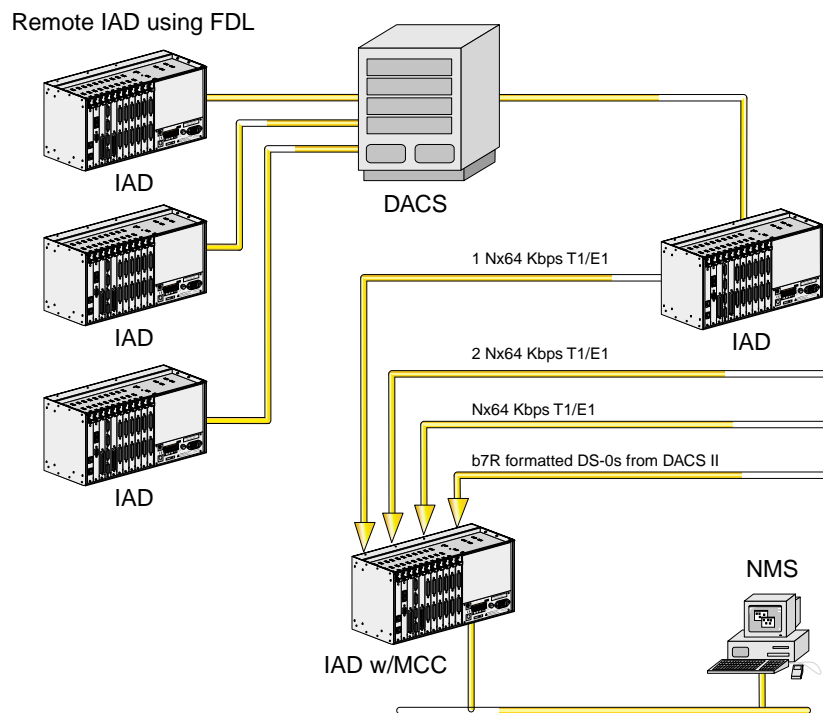 Remote IAD using FDL
IAD
DACS
IAD
1 Nx64 Kbps T1/E1
IAD
2 Nx64 Kbps T1/E1
Nx64 Kbps T1/E1
IAD
b7R formatted DS-0s from DACS II
NMS
IAD w/MCC